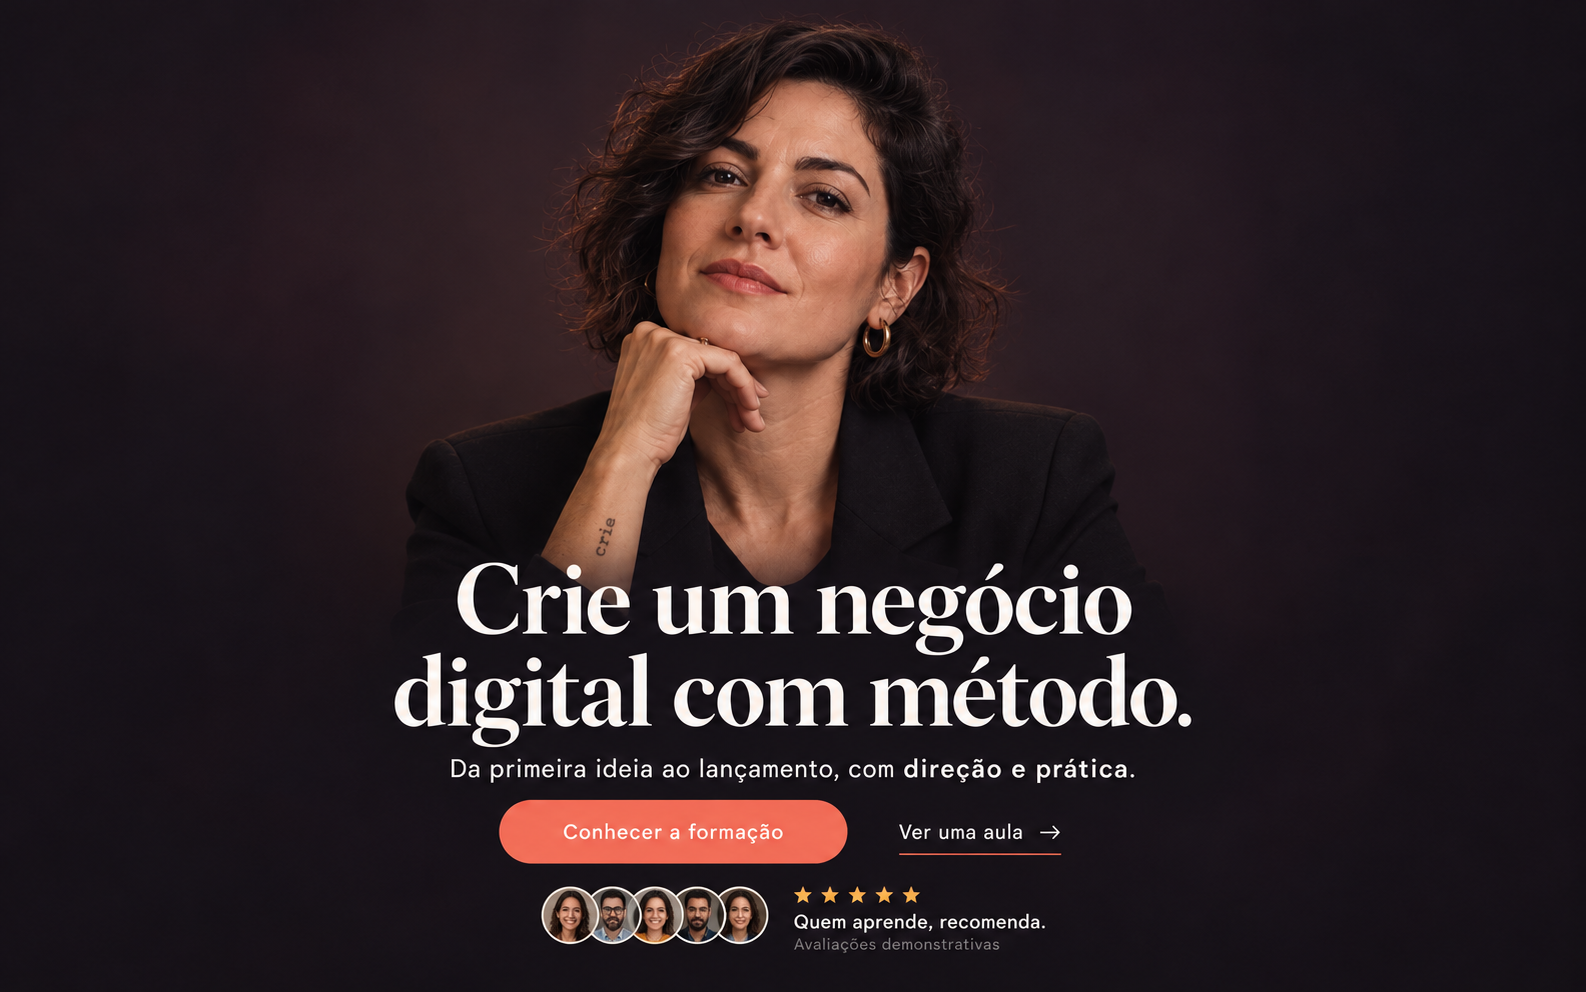 crie
Crie um negócio
digital com método.
Da primeira ideia ao lançamento, com direção e prática.
Conhecer a formação
Ver uma aula →
Quem aprende, recomenda.
Avaliações demonstrativas